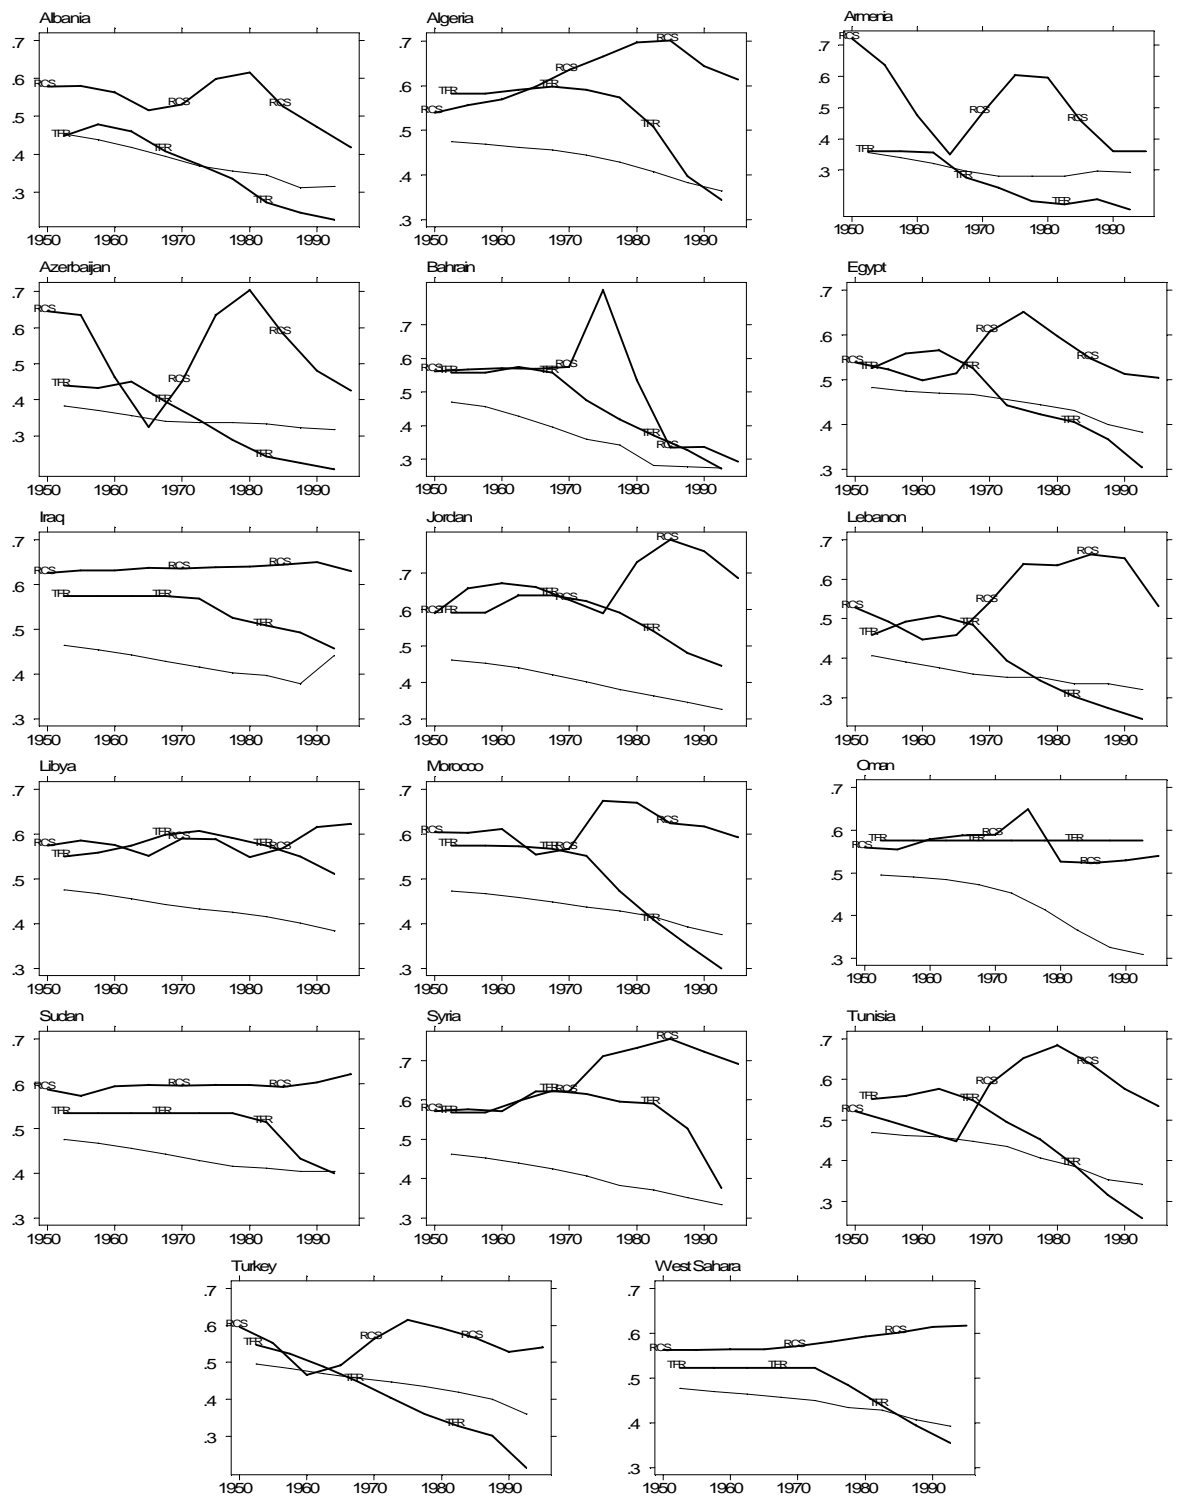 Albania
Algeria
Armenia
.7
.6
.5
.4
.3
RCS
RCS
RCS
TFR
TFR
TFR
1950 1960 1970 1980 1990
.7
.6
.5
.4
.3
RCS
RCS
RCS
TFR
TFR
TFR
1950 1960 1970 1980 1990
.7
.6
.5
.4
.3
RCS
RCS
RCS
TFR
TFR
TFR
1950 1960 1970 1980 1990
Azerbaijan
Bahrain
Egypt
.7
.6
.5
.4
.3
RCS
RCS
RCS
TFR
TFR
TFR
1950 1960 1970 1980 1990
.7
.6
.5
.4
.3
RCS
RCS
RCS
TFR
TFR
TFR
1950 1960 1970 1980 1990
.7
.6
.5
.4
.3
RCS
RCS
RCS
TFR
TFR
TFR
1950 1960 1970 1980 1990
Iraq
Jordan
Lebanon
.7
.6
.5
.4
.3
RCS
RCS
RCS
TFR
TFR
TFR
1950 1960 1970 1980 1990
.7
.6
.5
.4
.3
RCS
RCS
RCS
TFR
TFR
TFR
1950 1960 1970 1980 1990
.7
.6
.5
.4
.3
RCS
RCS
RCS
TFR
TFR
TFR
1950 1960 1970 1980 1990
Libya
Morocco
Oman
.7
.6
.5
.4
.3
RCS
RCS
RCS
TFR
TFR
TFR
1950 1960 1970 1980 1990
.7
.6
.5
.4
.3
RCS
RCS
RCS
TFR
TFR
TFR
1950 1960 1970 1980 1990
.7
.6
.5
.4
.3
RCS
RCS
RCS
TFR
TFR
TFR
1950 1960 1970 1980 1990
Sudan
Syria
Tunisia
.7
.6
.5
.4
.3
RCS
RCS
RCS
TFR
TFR
TFR
1950 1960 1970 1980 1990
.7
.6
.5
.4
.3
RCS
RCS
RCS
TFR
TFR
TFR
1950 1960 1970 1980 1990
.7
.6
.5
.4
.3
RCS
RCS
RCS
TFR
TFR
TFR
1950 1960 1970 1980 1990
Turkey
West Sahara
.7
.6
.5
.4
.3
RCS
RCS
RCS
TFR
TFR
TFR
1950 1960 1970 1980 1990
.7
.6
.5
.4
.3
RCS
RCS
RCS
TFR
TFR
TFR
1950 1960 1970 1980 1990